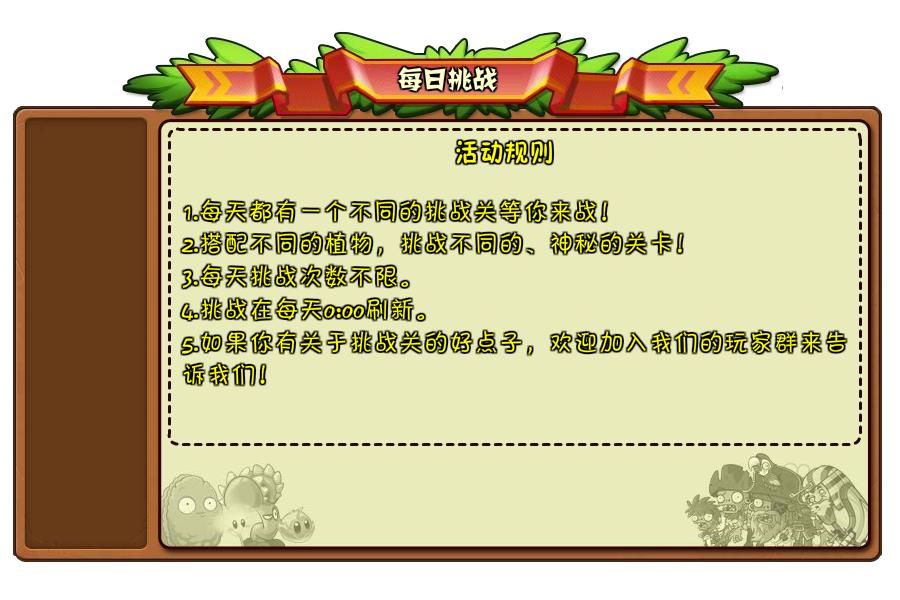 每日挑战
活动规则
1.每天都有一个不同的挑战关等你来战！
2.搭配不同的植物，挑战不同的、神秘的关卡！
3.每天挑战次数不限。
4.挑战在每天0:00刷新。
5.如果你有关于挑战关的好点子，欢迎加入我们的玩家群来告
诉我们！